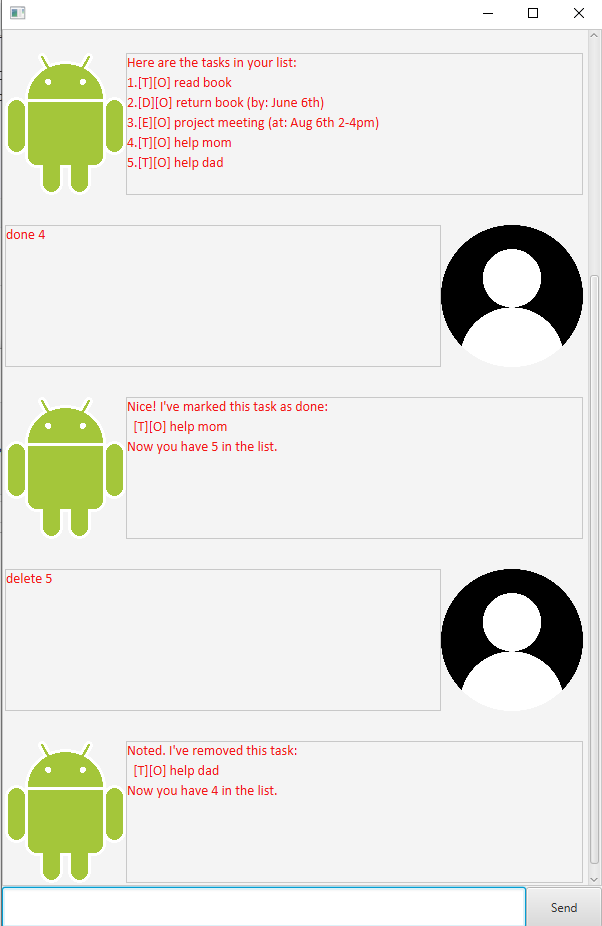 Here are the tasks in your list:
1.[T][O] read book
2.[D][O] return book (by: June 6th)
3.[E][O] project meeting (at: Aug 6th 2-4pm)
4.[T][O] help mom
5.[T][O] help dad
done 4
Nice! I've marked this task as done:
[T][O] help mom
Now you have 5 in the list.
delete 5
Noted. I've removed this task:
[T][O] help dad
Now you have 4 in the list.
Send